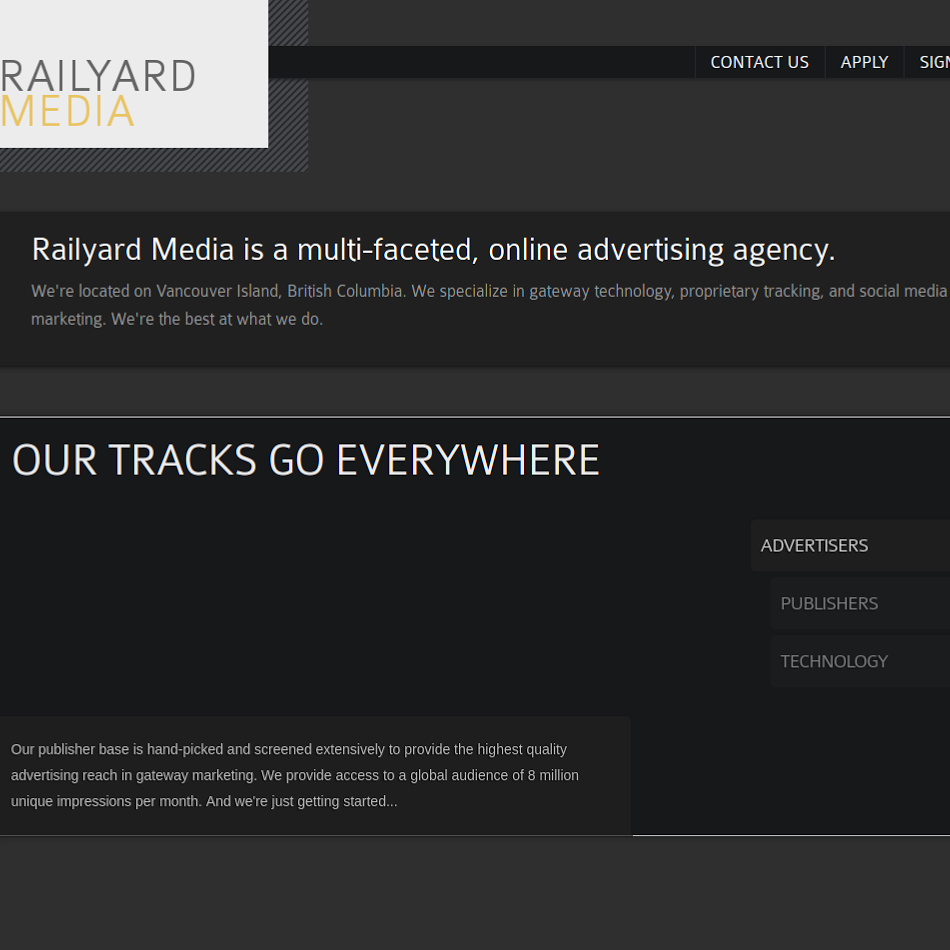 RAILYARD
MEDIA
CONTACT US APPLY
Railyard Media is a multi-faceted, online advertising agency.
We're located on Vancouver Island, British Columbia. We specialize in gateway technology, proprietary tracking, and social media
marketing. We're the best at what we do.
OUR TRACKS GO EVERYWHERE
ADVERTISERS
PUBLISHERS
TECHNOLOGY
Our publisher base is hand-picked and screened extensively to provide the highest quality
advertising reach in gateway marketing. We provide access to a global audience of 8 million
unique impressions per month. And we're just getting started...